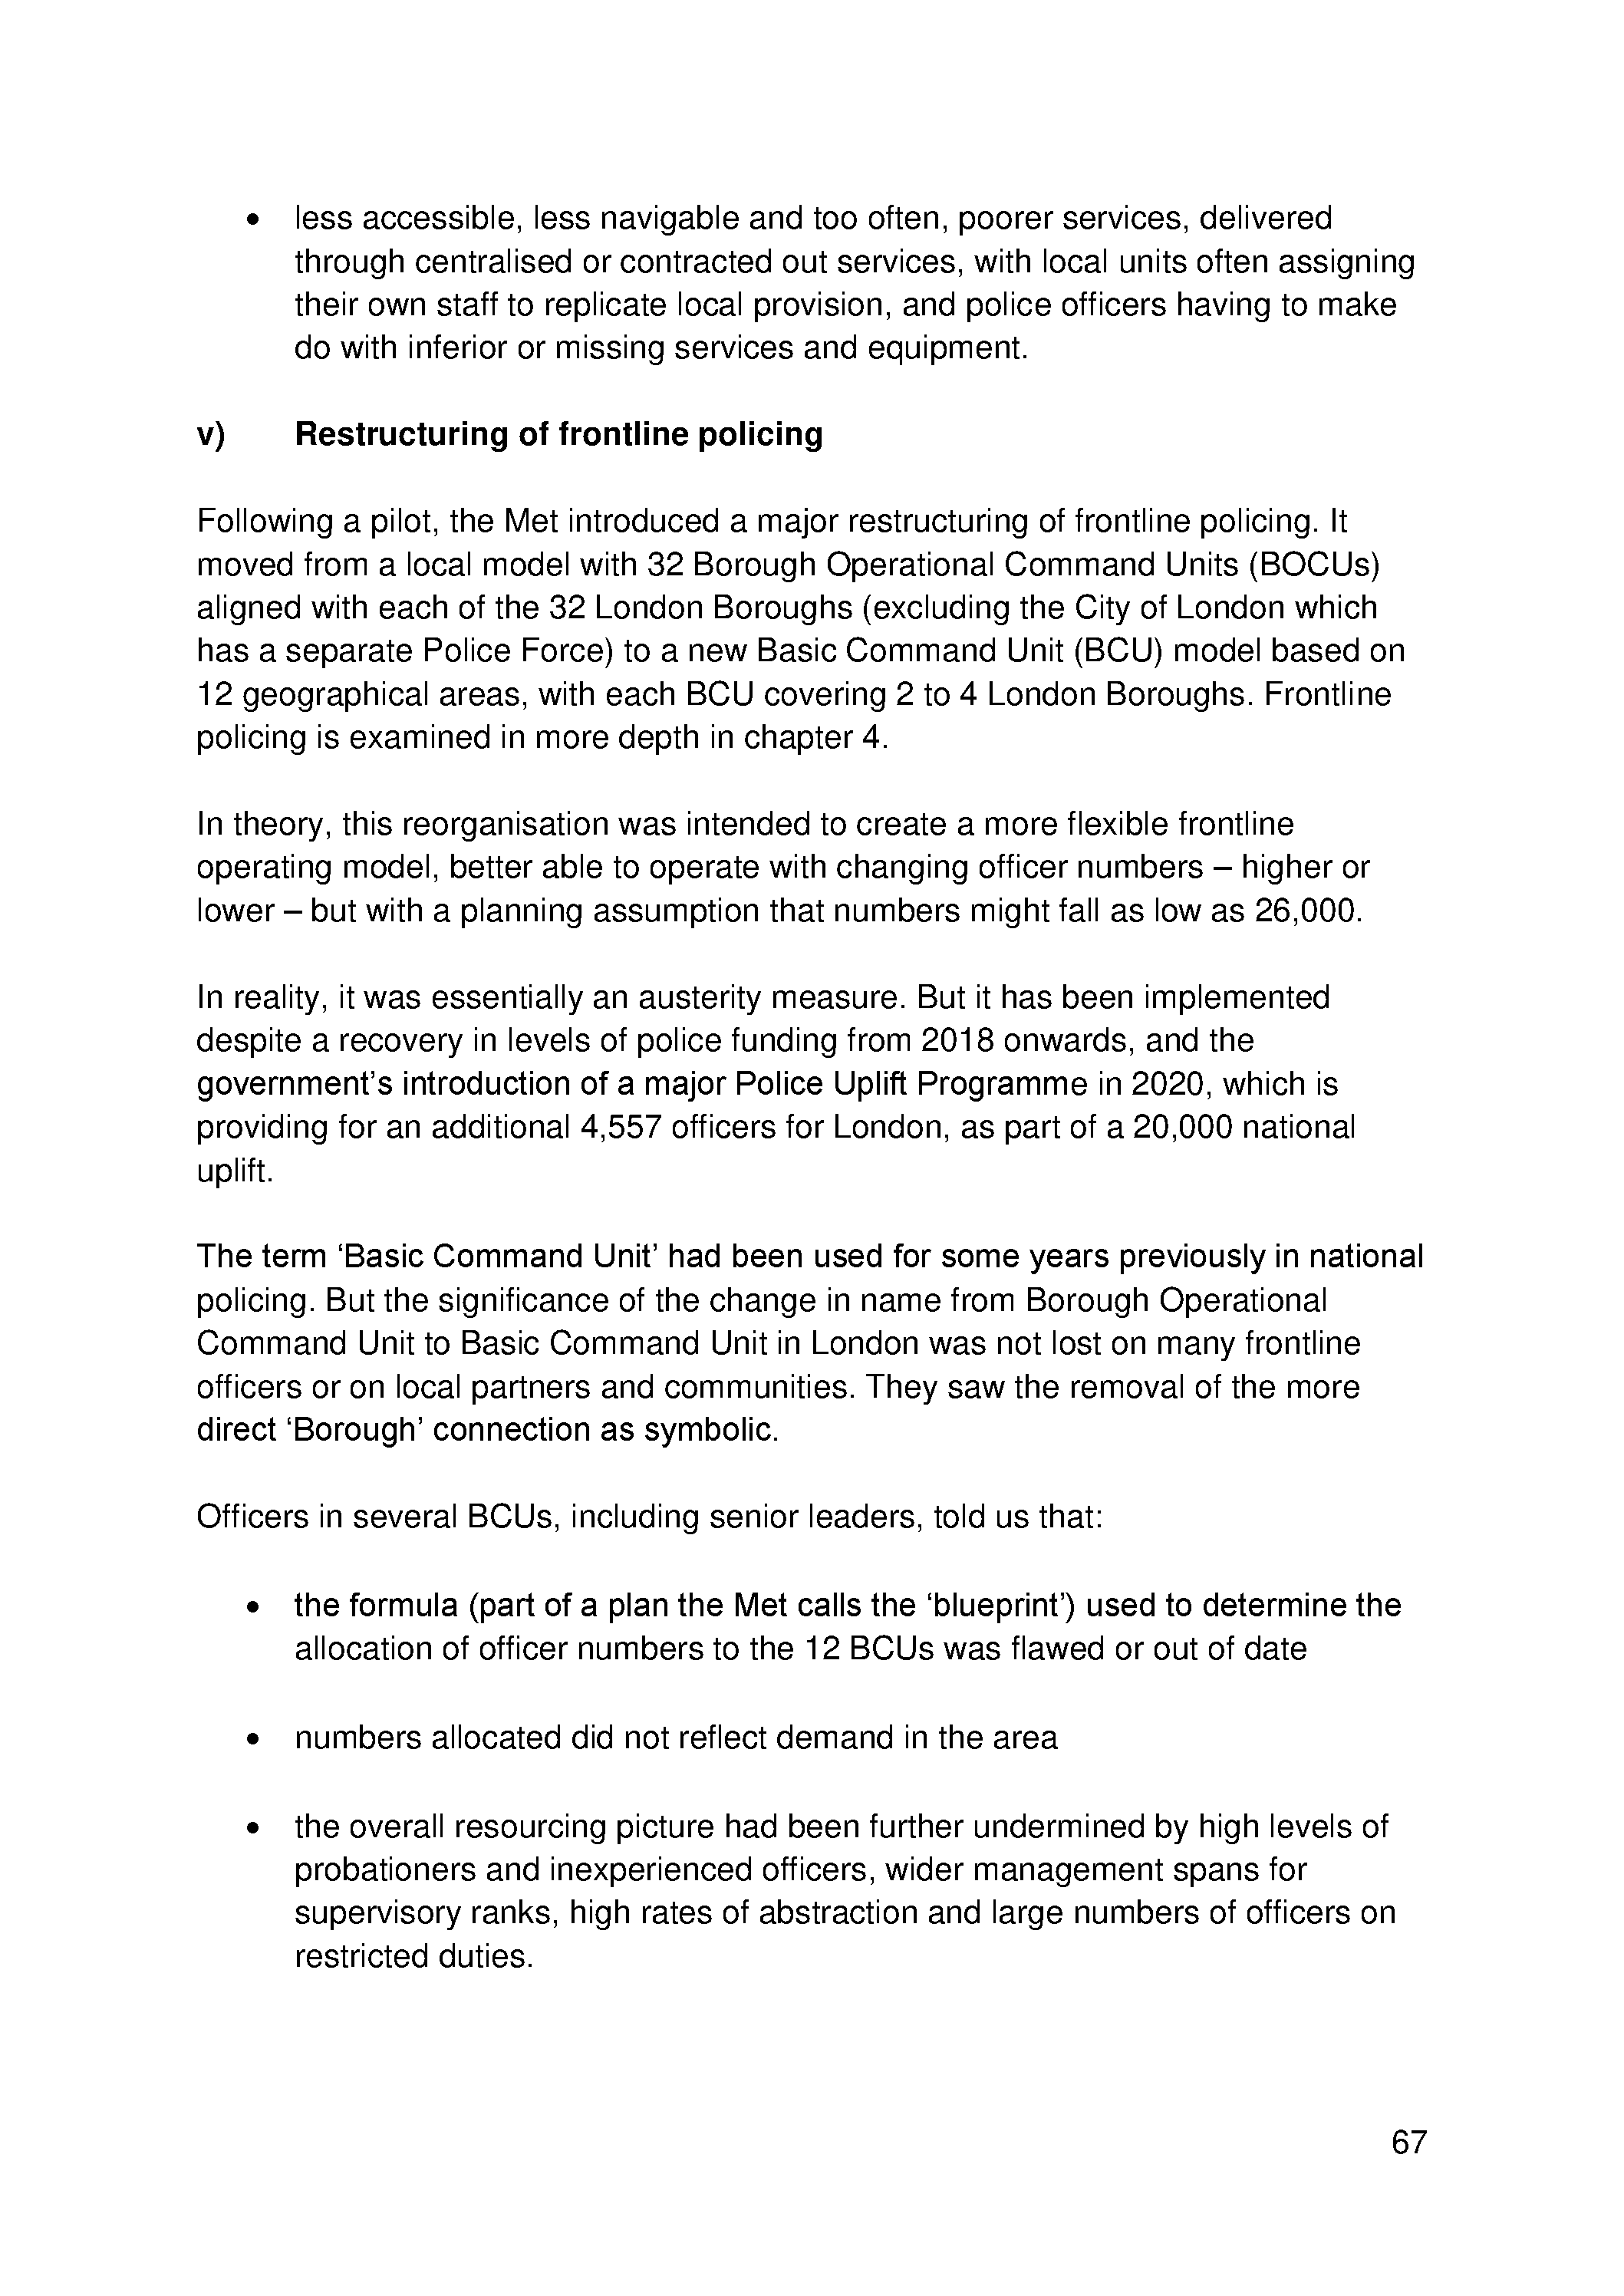 • less accessible, less navigable and too often, poorer services, delivered
through centralised or contracted out services, with local units often assigning
their own staff to replicate local provision, and police officers having to make
do with inferior or missing services and equipment.
v) Restructuring of frontline policing
Following a pilot, the Met introduced a major restructuring of frontline policing. It
moved from a local model with 32 Borough Operational Command Units (BOCUs)
aligned with each of the 32 London Boroughs (excluding the City of London which
has a separate Police Force) to a new Basic Command Unit (BCU) model based on
12 geographical areas, with each BCU covering 2 to 4 London Boroughs. Frontline
policing is examined in more depth in chapter 4.
In theory, this reorganisation was intended to create a more flexible frontline
operating model, better able to operate with changing officer numbers – higher or
lower – but with a planning assumption that numbers might fall as low as 26,000.
In reality, it was essentially an austerity measure. But it has been implemented
despite a recovery in levels of police funding from 2018 onwards, and the
government’s introduction of a major Police Uplift Programme in 2020, which is
providing for an additional 4,557 officers for London, as part of a 20,000 national
uplift.
The term ‘Basic Command Unit’ had been used for some years previously in national
policing. But the significance of the change in name from Borough Operational
Command Unit to Basic Command Unit in London was not lost on many frontline
officers or on local partners and communities. They saw the removal of the more
direct ‘Borough’ connection as symbolic.
Officers in several BCUs, including senior leaders, told us that:
• the formula (part of a plan the Met calls the ‘blueprint’) used to determine the
allocation of officer numbers to the 12 BCUs was flawed or out of date
• numbers allocated did not reflect demand in the area
• the overall resourcing picture had been further undermined by high levels of
probationers and inexperienced officers, wider management spans for
supervisory ranks, high rates of abstraction and large numbers of officers on
restricted duties.
67